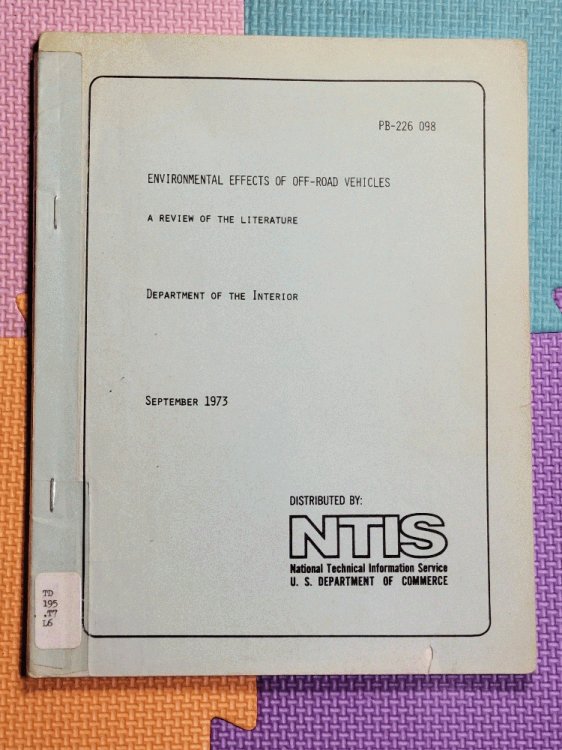 PB-226 098
ENVIRONMENTAL EFFECTS OF OFF-ROAD VEHICLES
A REVIEW OF THE LITERATURE
DEPARTMENT OF THE INTERIOR
SEPTEMBER 1973
DISTRIBUTED BY:
NTIS
National Technical Information Service
U. S. DEPARTMENT OF COMMERCE
TD
195
.T7
L6